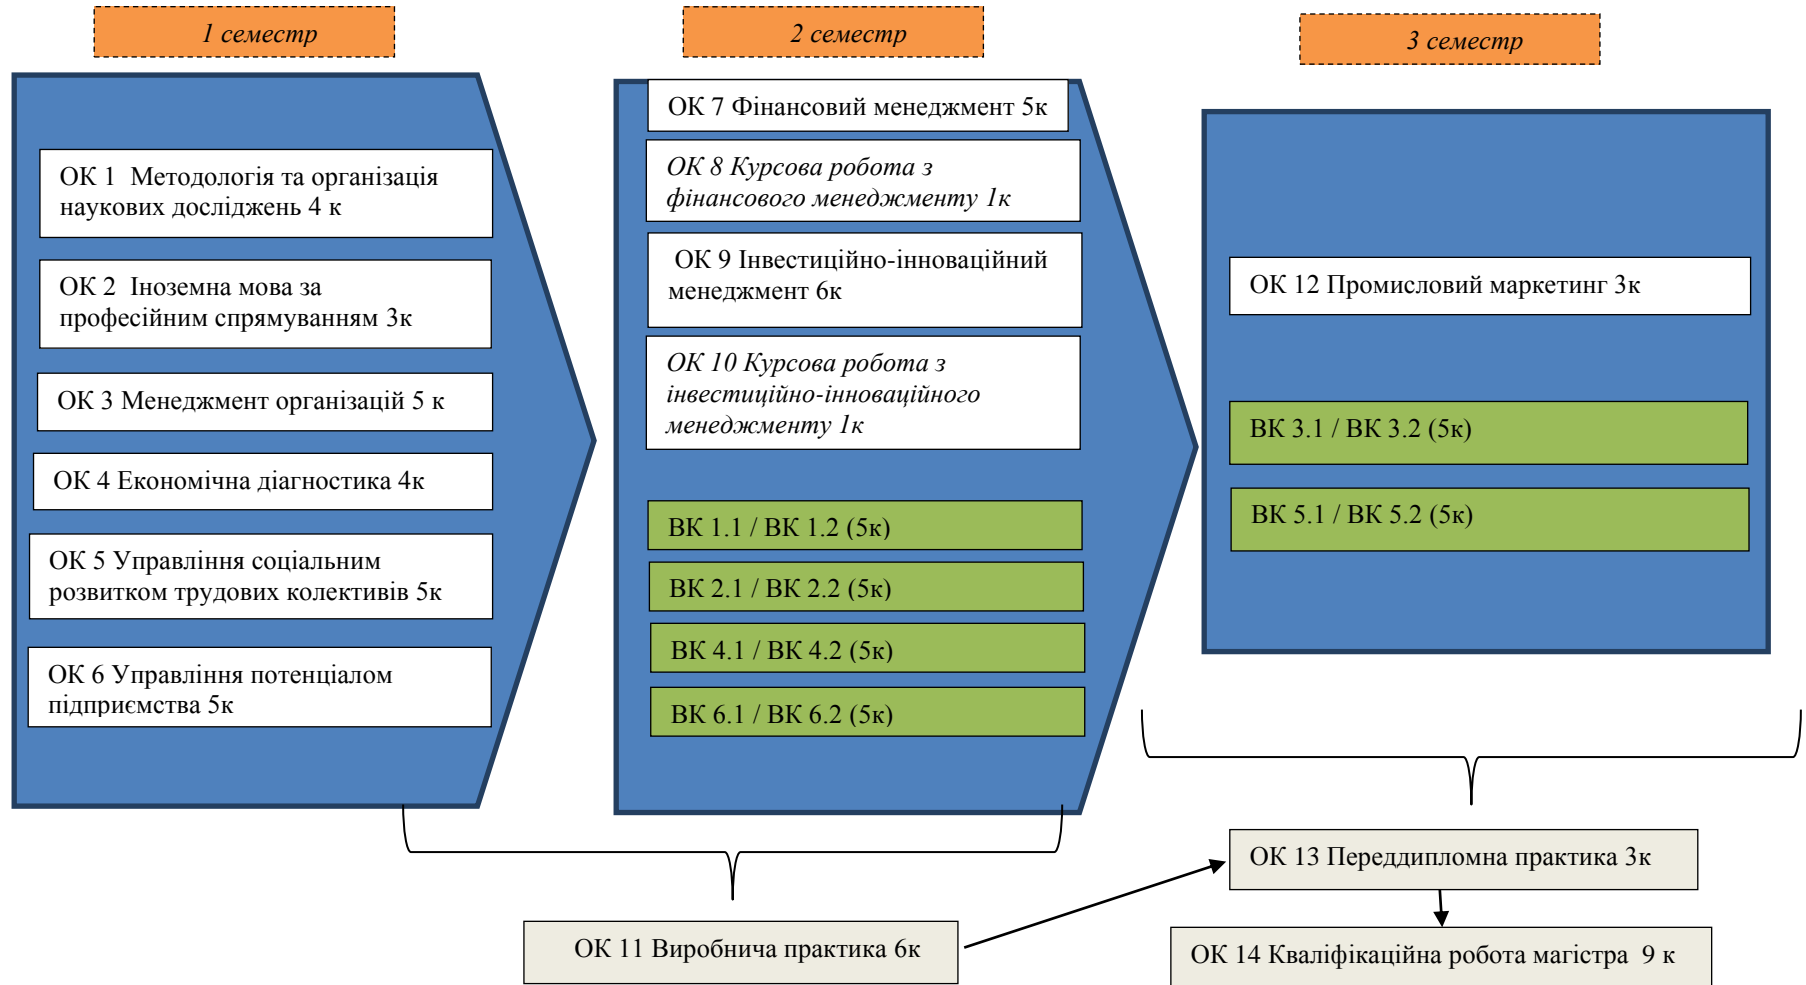 1 семестр
ОК 1  Методологія та організація
наукових досліджень 4 к
ОК 2  Іноземна мова за
професійним спрямуванням 3к
ОК 3 Менеджмент організацій 5 к
ОК 4 Економічна діагностика 4к
ОК 5 Управління соціальним
розвитком трудових колективів 5к
ОК 6 Управління потенціалом
підприємства 5к
2 семестр
ОК 7 Фінансовий менеджмент 5к
ОК 8 Курсова робота з
фінансового менеджменту 1к
ОК 9 Інвестиційно-інноваційний
менеджмент 6к
ОК 10 Курсова робота з
інвестиційно-інноваційного
менеджменту 1к
ВК 1.1 / ВК 1.2 (5к)
ВК 2.1 / ВК 2.2 (5к)
ВК 4.1 / ВК 4.2 (5к)
ВК 6.1 / ВК 6.2 (5к)
3 семестр
ОК 12 Промисловий маркетинг 3к
ВК 3.1 / ВК 3.2 (5к)
ВК 5.1 / ВК 5.2 (5к)
ОК 11 Виробнича практика 6к
ОК 13 Переддипломна практика 3к
ОК 14 Кваліфікаційна робота магістра  9 к